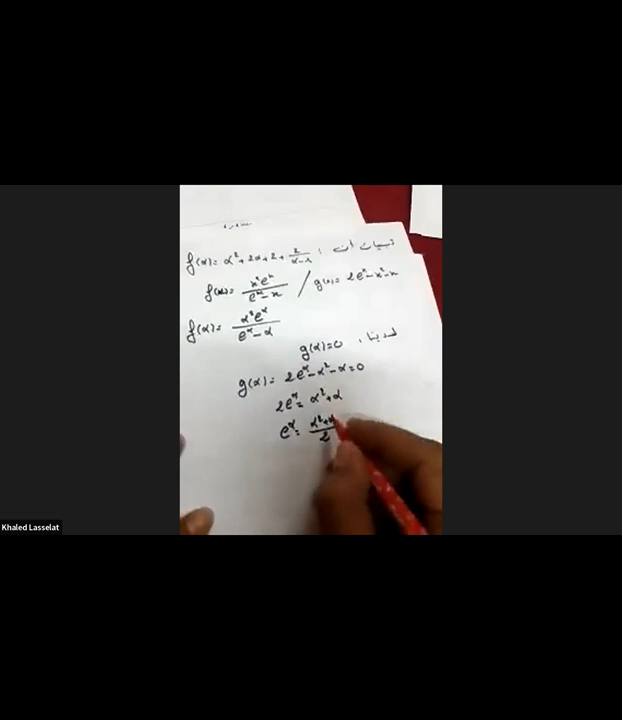 تبيان أن : f(α) = α² + 2α + 2 + 2/(α-1)
f(x) = x²eˣ/(eˣ-x) / g(x) = 2eˣ-x²-x
f(α) = α²e^α/(e^α-α)
لدينا : g(α)=0
g(α) = 2e^α-α²-α=0
2e^α = α²+α
e^α = (α²+α)/2
Khaled Lasselat